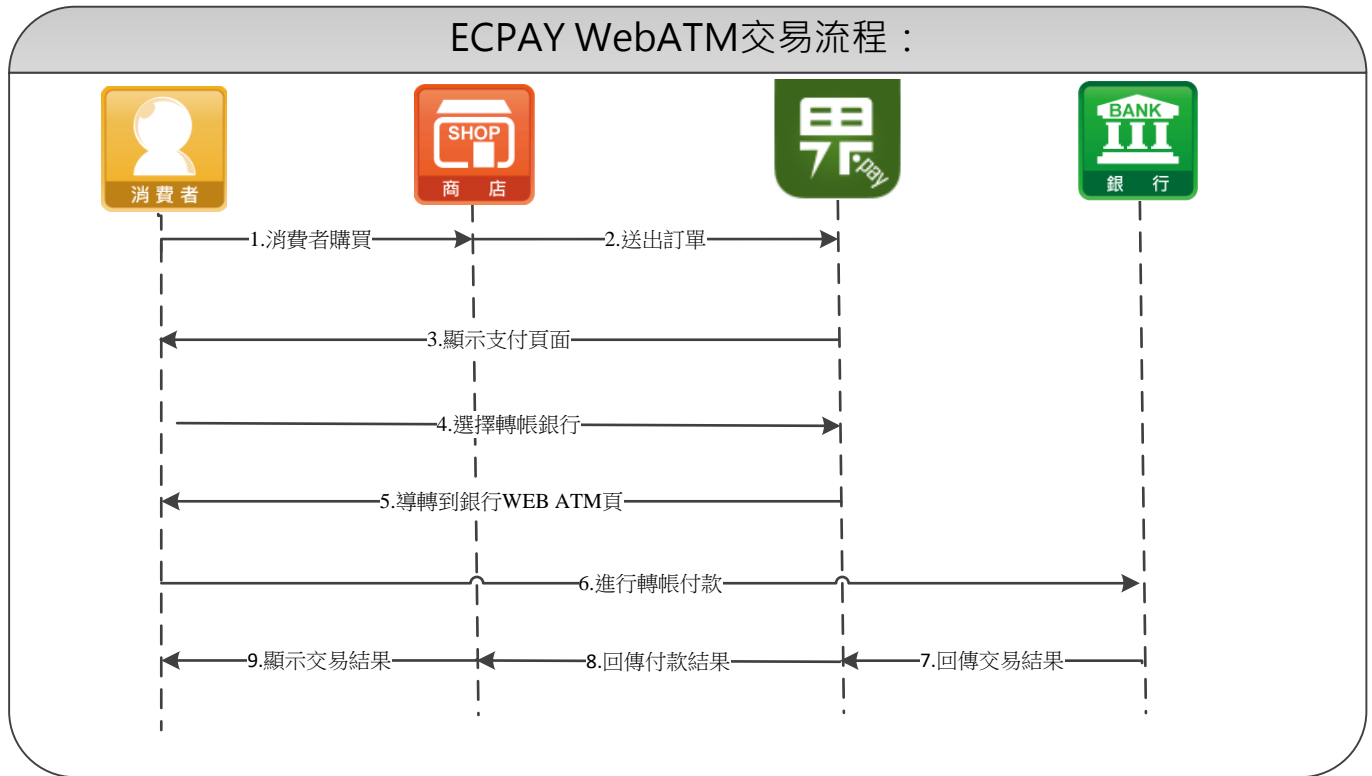 ECPAY WebATM交易流程：
消費者
SHOP
商 店
.pay
BANK
銀 行
1.消費者購買
2.送出訂單
3.顯示支付頁面
4.選擇轉帳銀行
5.導轉到銀行WEB ATM頁
6.進行轉帳付款
9.顯示交易結果
8.回傳付款結果
7.回傳交易結果